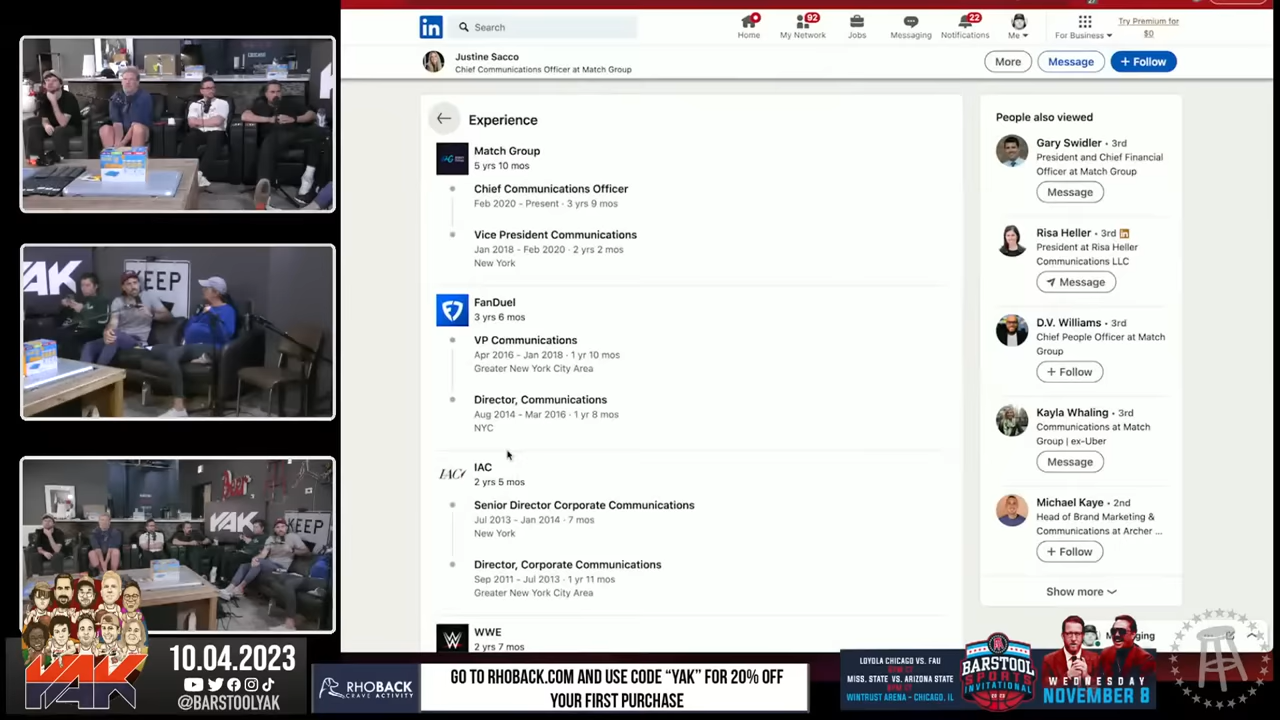 Search
Home
92
My Network
Jobs
Messaging
22
Notifications
Me
For Business
Try Premium for
$0
Justine Sacco
Chief Communications Officer at Match Group
More
Message
+ Follow
Experience
Match Group
5 yrs 10 mos
Chief Communications Officer
Feb 2020 - Present · 3 yrs 9 mos
Vice President Communications
Jan 2018 - Feb 2020 · 2 yrs 2 mos
New York
FanDuel
3 yrs 6 mos
VP Communications
Apr 2016 - Jan 2018 · 1 yr 10 mos
Greater New York City Area
Director, Communications
Aug 2014 - Mar 2016 · 1 yr 8 mos
NYC
IAC
IAC
2 yrs 5 mos
Senior Director Corporate Communications
Jul 2013 - Jan 2014 · 7 mos
New York
Director, Corporate Communications
Sep 2011 - Jul 2013 · 1 yr 11 mos
Greater New York City Area
WWE
2 yrs 7 mos
People also viewed
Gary Swidler · 3rd
President and Chief Financial
Officer at Match Group
Message
Risa Heller · 3rd
President at Risa Heller
Communications LLC
Message
D.V. Williams · 3rd
Chief People Officer at Match
Group
+ Follow
Kayla Whaling · 3rd
Communications at Match
Group | ex-Uber
Message
Michael Kaye · 2nd
Head of Brand Marketing &
Communications at Archer ...
+ Follow
Show more
YAK
KEEP
YAK
KEEP
YAK
10.04.2023
@BARSTOOLYAK
RHOBACK
CRAVE ACTIVITY
GO TO RHOBACK.COM AND USE CODE “YAK” FOR 20% OFF
YOUR FIRST PURCHASE
LOYOLA CHICAGO VS. FAU
MISS. STATE VS. ARIZONA STATE
WINTRUST ARENA - CHICAGO, IL
BARSTOOL
SPORTS
INVITATIONAL
WEDNESDAY
NOVEMBER 8